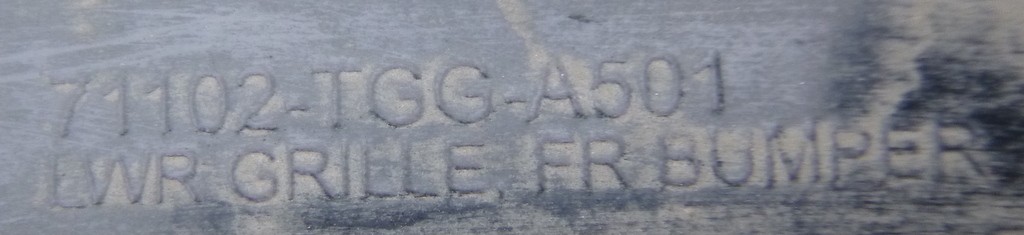 71102-TGG-A501
LWR GRILLE, FR BUMPER